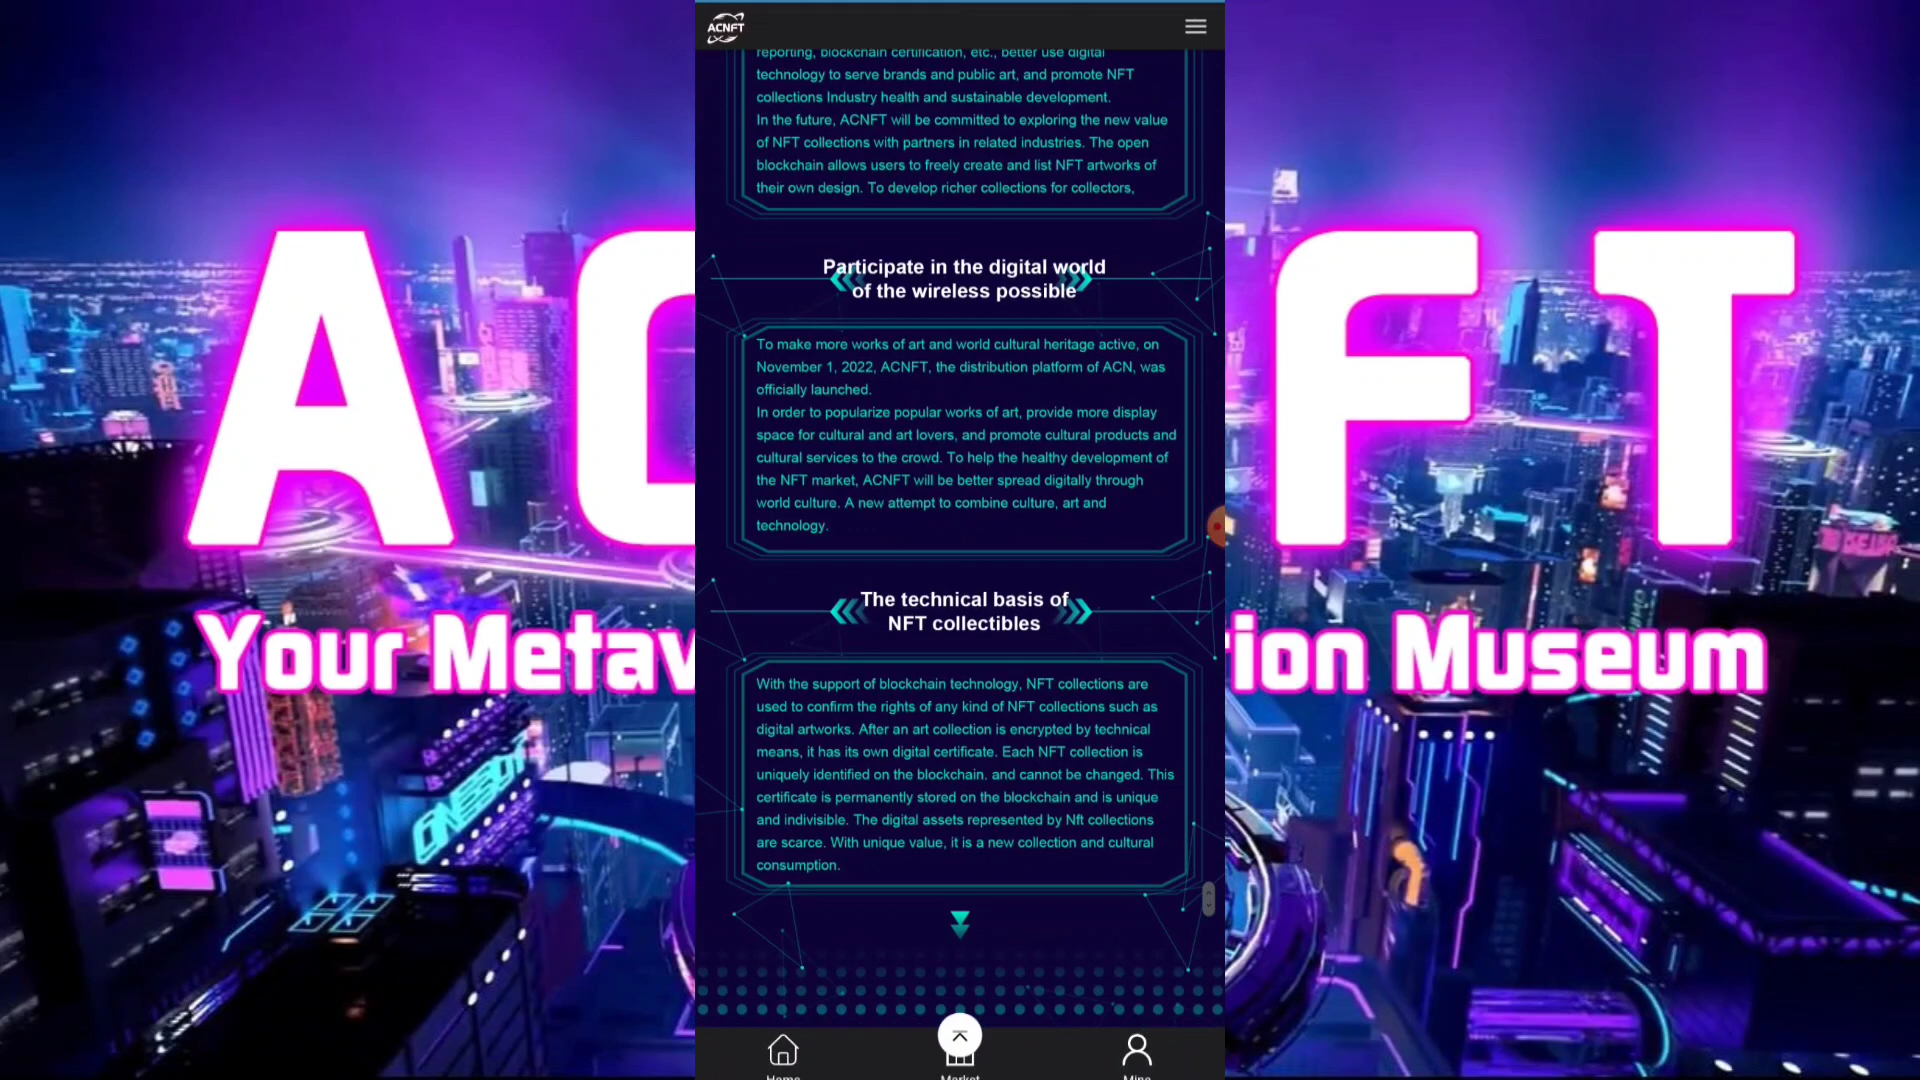 ACNFT
reporting, blockchain certification, etc., better use digital
technology to serve brands and public art, and promote NFT
collections Industry health and sustainable development.
In the future, ACNFT will be committed to exploring the new value
of NFT collections with partners in related industries. The open
blockchain allows users to freely create and list NFT artworks of
their own design. To develop richer collections for collectors,
A C F T
Participate in the digital world
of the wireless possible
To make more works of art and world cultural heritage active, on
November 1, 2022, ACNFT, the distribution platform of ACN, was
officially launched.
In order to popularize popular works of art, provide more display
space for cultural and art lovers, and promote cultural products and
cultural services to the crowd. To help the healthy development of
the NFT market, ACNFT will be better spread digitally through
world culture. A new attempt to combine culture, art and
technology.
The technical basis of
NFT collectibles
Your Metav tion Museum
With the support of blockchain technology, NFT collections are
used to confirm the rights of any kind of NFT collections such as
digital artworks. After an art collection is encrypted by technical
means, it has its own digital certificate. Each NFT collection is
uniquely identified on the blockchain. and cannot be changed. This
certificate is permanently stored on the blockchain and is unique
and indivisible. The digital assets represented by Nft collections
are scarce. With unique value, it is a new collection and cultural
consumption.
Home Market Mine